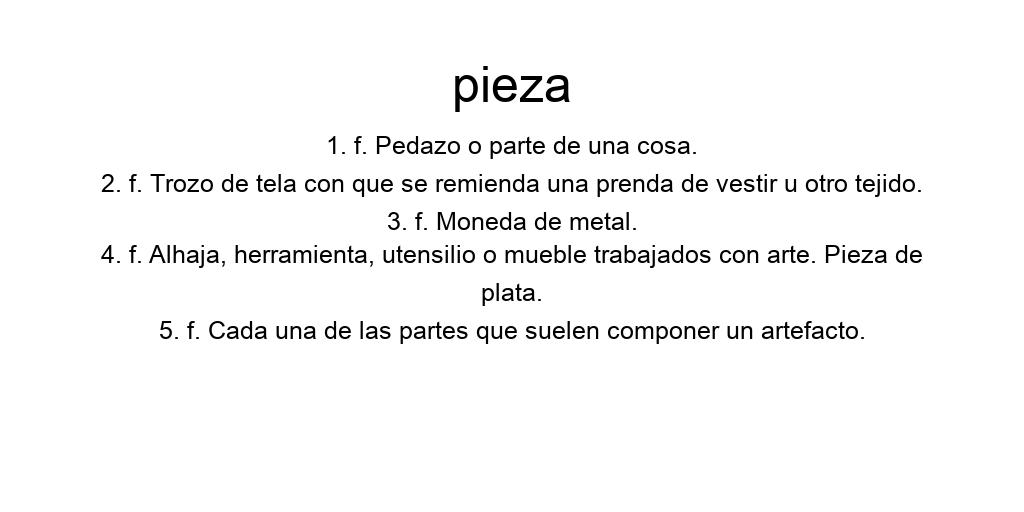 pieza
1. f. Pedazo o parte de una cosa.
2. f. Trozo de tela con que se remienda una prenda de vestir u otro tejido.
3. f. Moneda de metal.
4. f. Alhaja, herramienta, utensilio o mueble trabajados con arte. Pieza de
plata.
5. f. Cada una de las partes que suelen componer un artefacto.